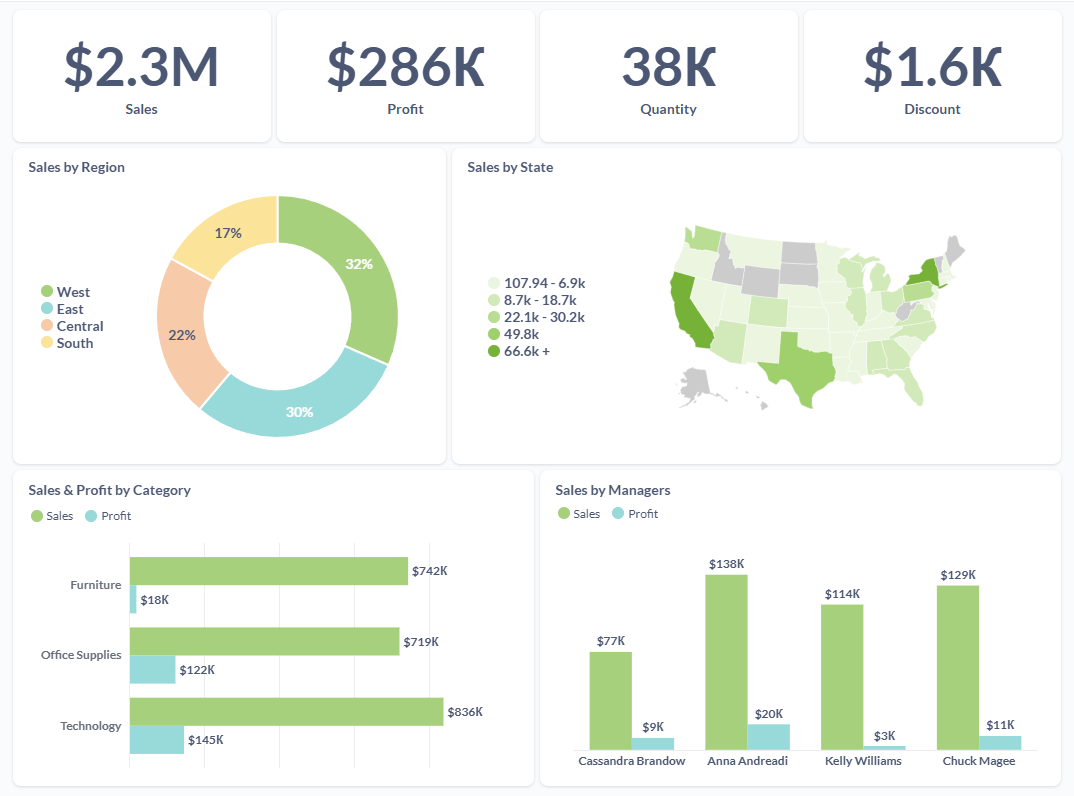 $2.3M
Sales
$286K
Profit
38K
Quantity
$1.6K
Discount
Sales by Region
West
East
Central
South
32%
30%
22%
17%
Sales by State
107.94 - 6.9k
8.7k - 18.7k
22.1k - 30.2k
49.8k
66.6k +
Sales & Profit by Category
Sales Profit
Furniture
$742K
$18K
Office Supplies
$719K
$122K
Technology
$836K
$145K
Sales by Managers
Sales Profit
$77K
$9K
$138K
$20K
$114K
$3K
$129K
$11K
Cassandra Brandow Anna Andreadi Kelly Williams Chuck Magee